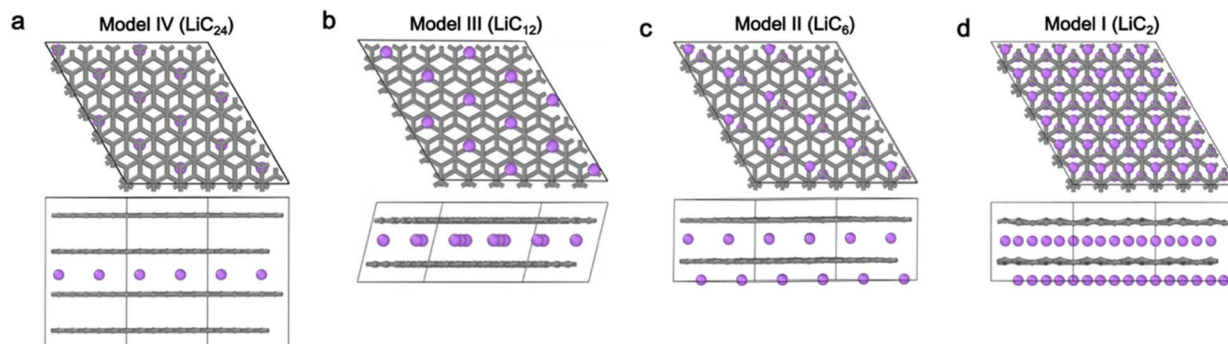 a
Model IV (LiC₂₄)
b
Model III (LiC₁₂)
c
Model II (LiC₆)
d
Model I (LiC₂)